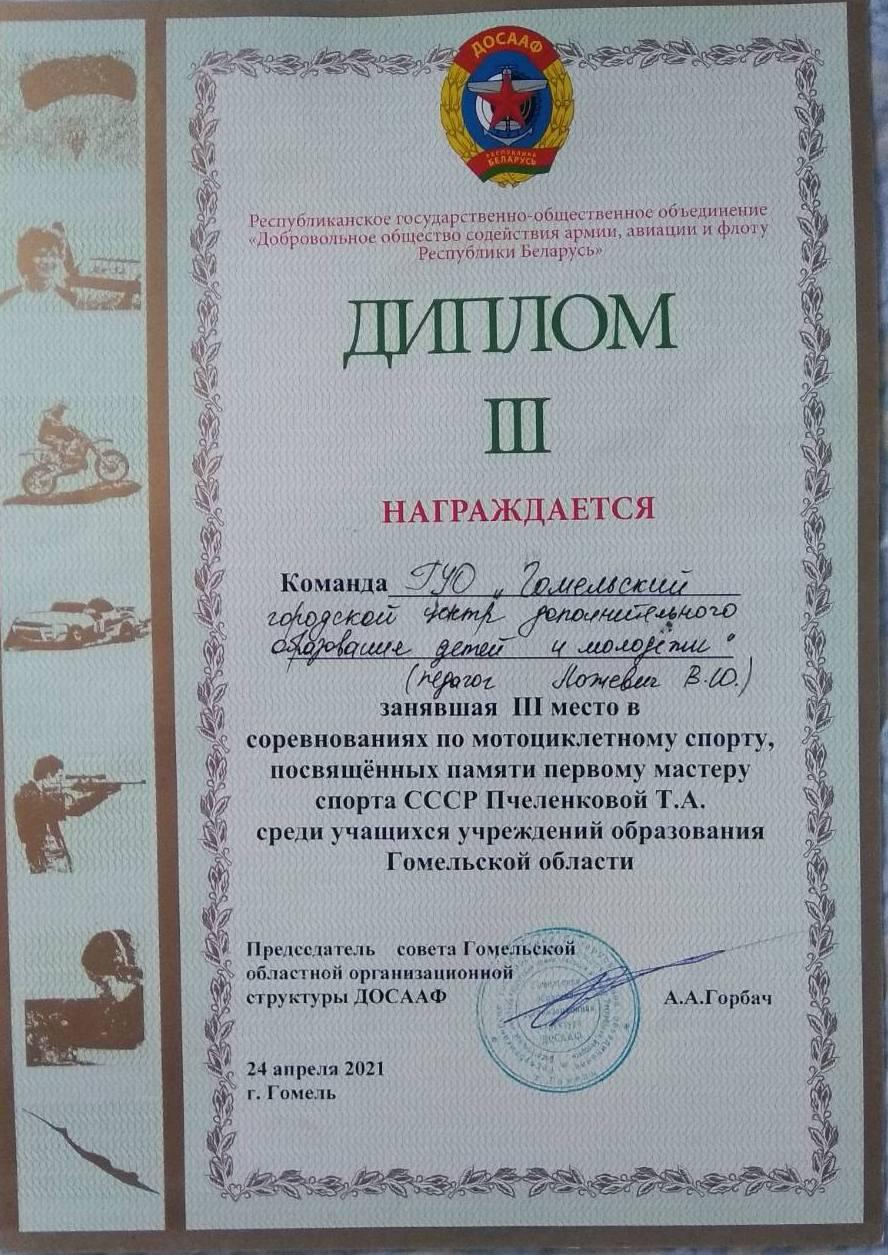 ДОСААФ
РЕСПУБЛИКА
БЕЛАРУСЬ
Республиканское государственно-общественное объединение
«Добровольное общество содействия армии, авиации и флоту
Республики Беларусь»
ДИПЛОМ
III
НАГРАЖДАЕТСЯ
Команда ГУО „Гомельский
городской центр дополнительного
образования детей и молодёжи"
(педагог В.Ю.)
занявшая III место в
соревнованиях по мотоциклетному спорту,
посвящённых памяти первому мастеру
спорта СССР Пчеленковой Т.А.
среди учащихся учреждений образования
Гомельской области
Председатель совета Гомельской
областной организационной
структуры ДОСААФ
А.А.Горбач
24 апреля 2021
г. Гомель